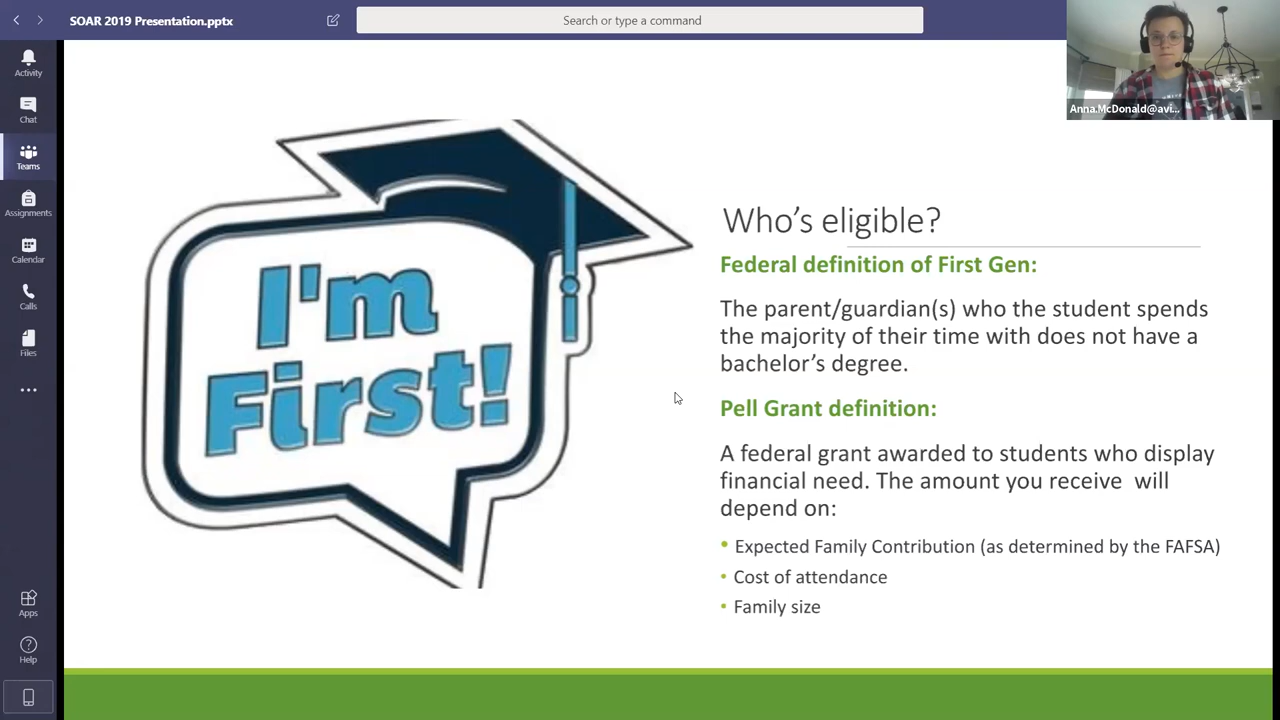 SOAR 2019 Presentation.pptx
Search or type a command
Activity
Chat
Teams
Assignments
Calendar
Calls
Files
Apps
Help
Anna.McDonald@avi...
I'm
First!
Who's eligible?
Federal definition of First Gen:
The parent/guardian(s) who the student spends
the majority of their time with does not have a
bachelor's degree.
Pell Grant definition:
A federal grant awarded to students who display
financial need. The amount you receive will
depend on:
• Expected Family Contribution (as determined by the FAFSA)
• Cost of attendance
• Family size